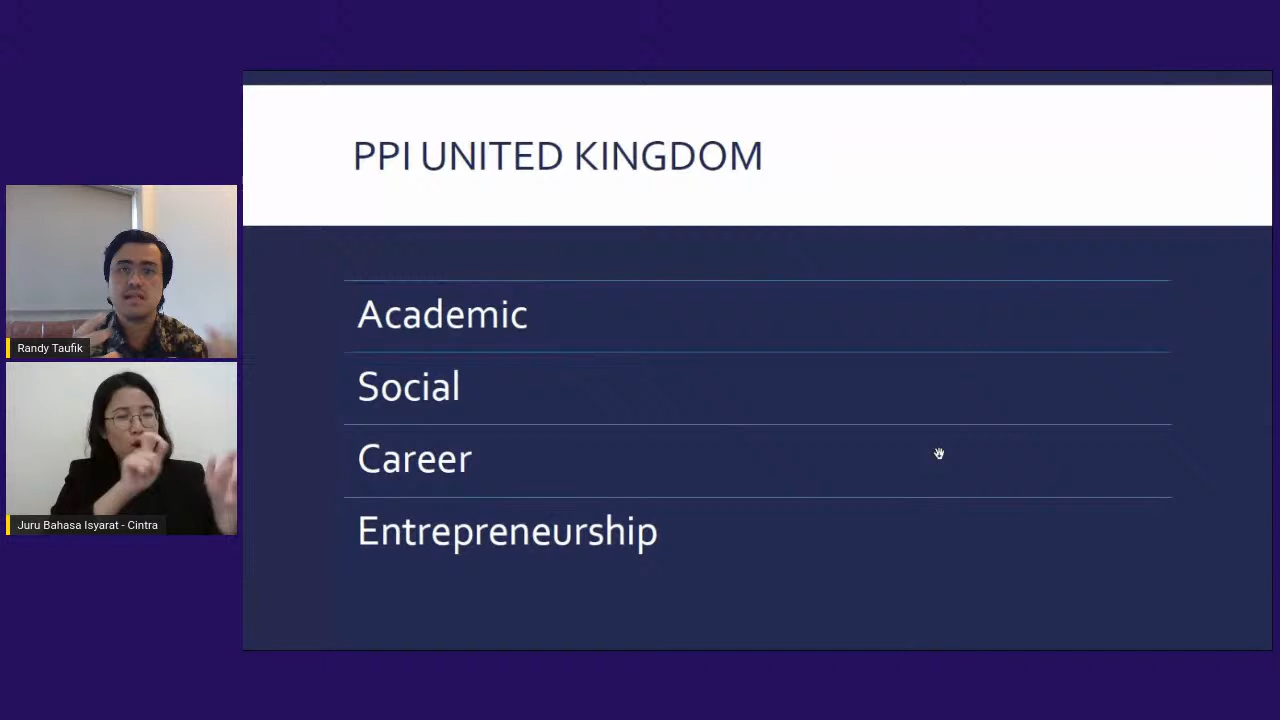 PPI UNITED KINGDOM
Academic
Social
Career
Entrepreneurship
Randy Taufik
Juru Bahasa Isyarat - Cintra